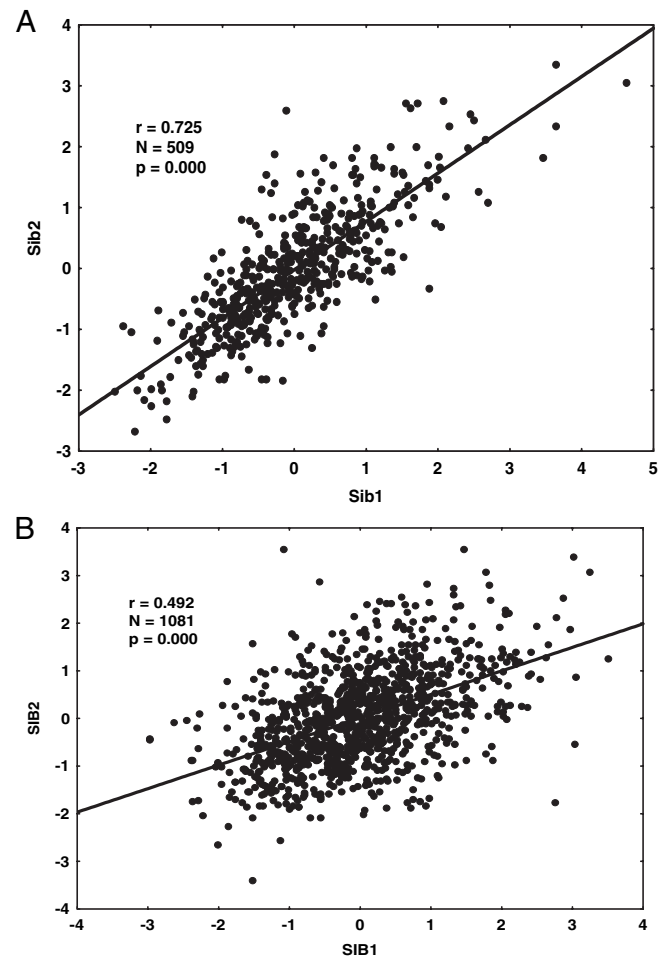 A
4
3
2
1
0
-1
-2
-3
Sib2
r = 0.725
N = 509
p = 0.000
-3 -2 -1 0 1 2 3 4 5
Sib1
B
4
3
2
1
0
-1
-2
-3
-4
SIB2
r = 0.492
N = 1081
p = 0.000
-4 -3 -2 -1 0 1 2 3 4
SIB1